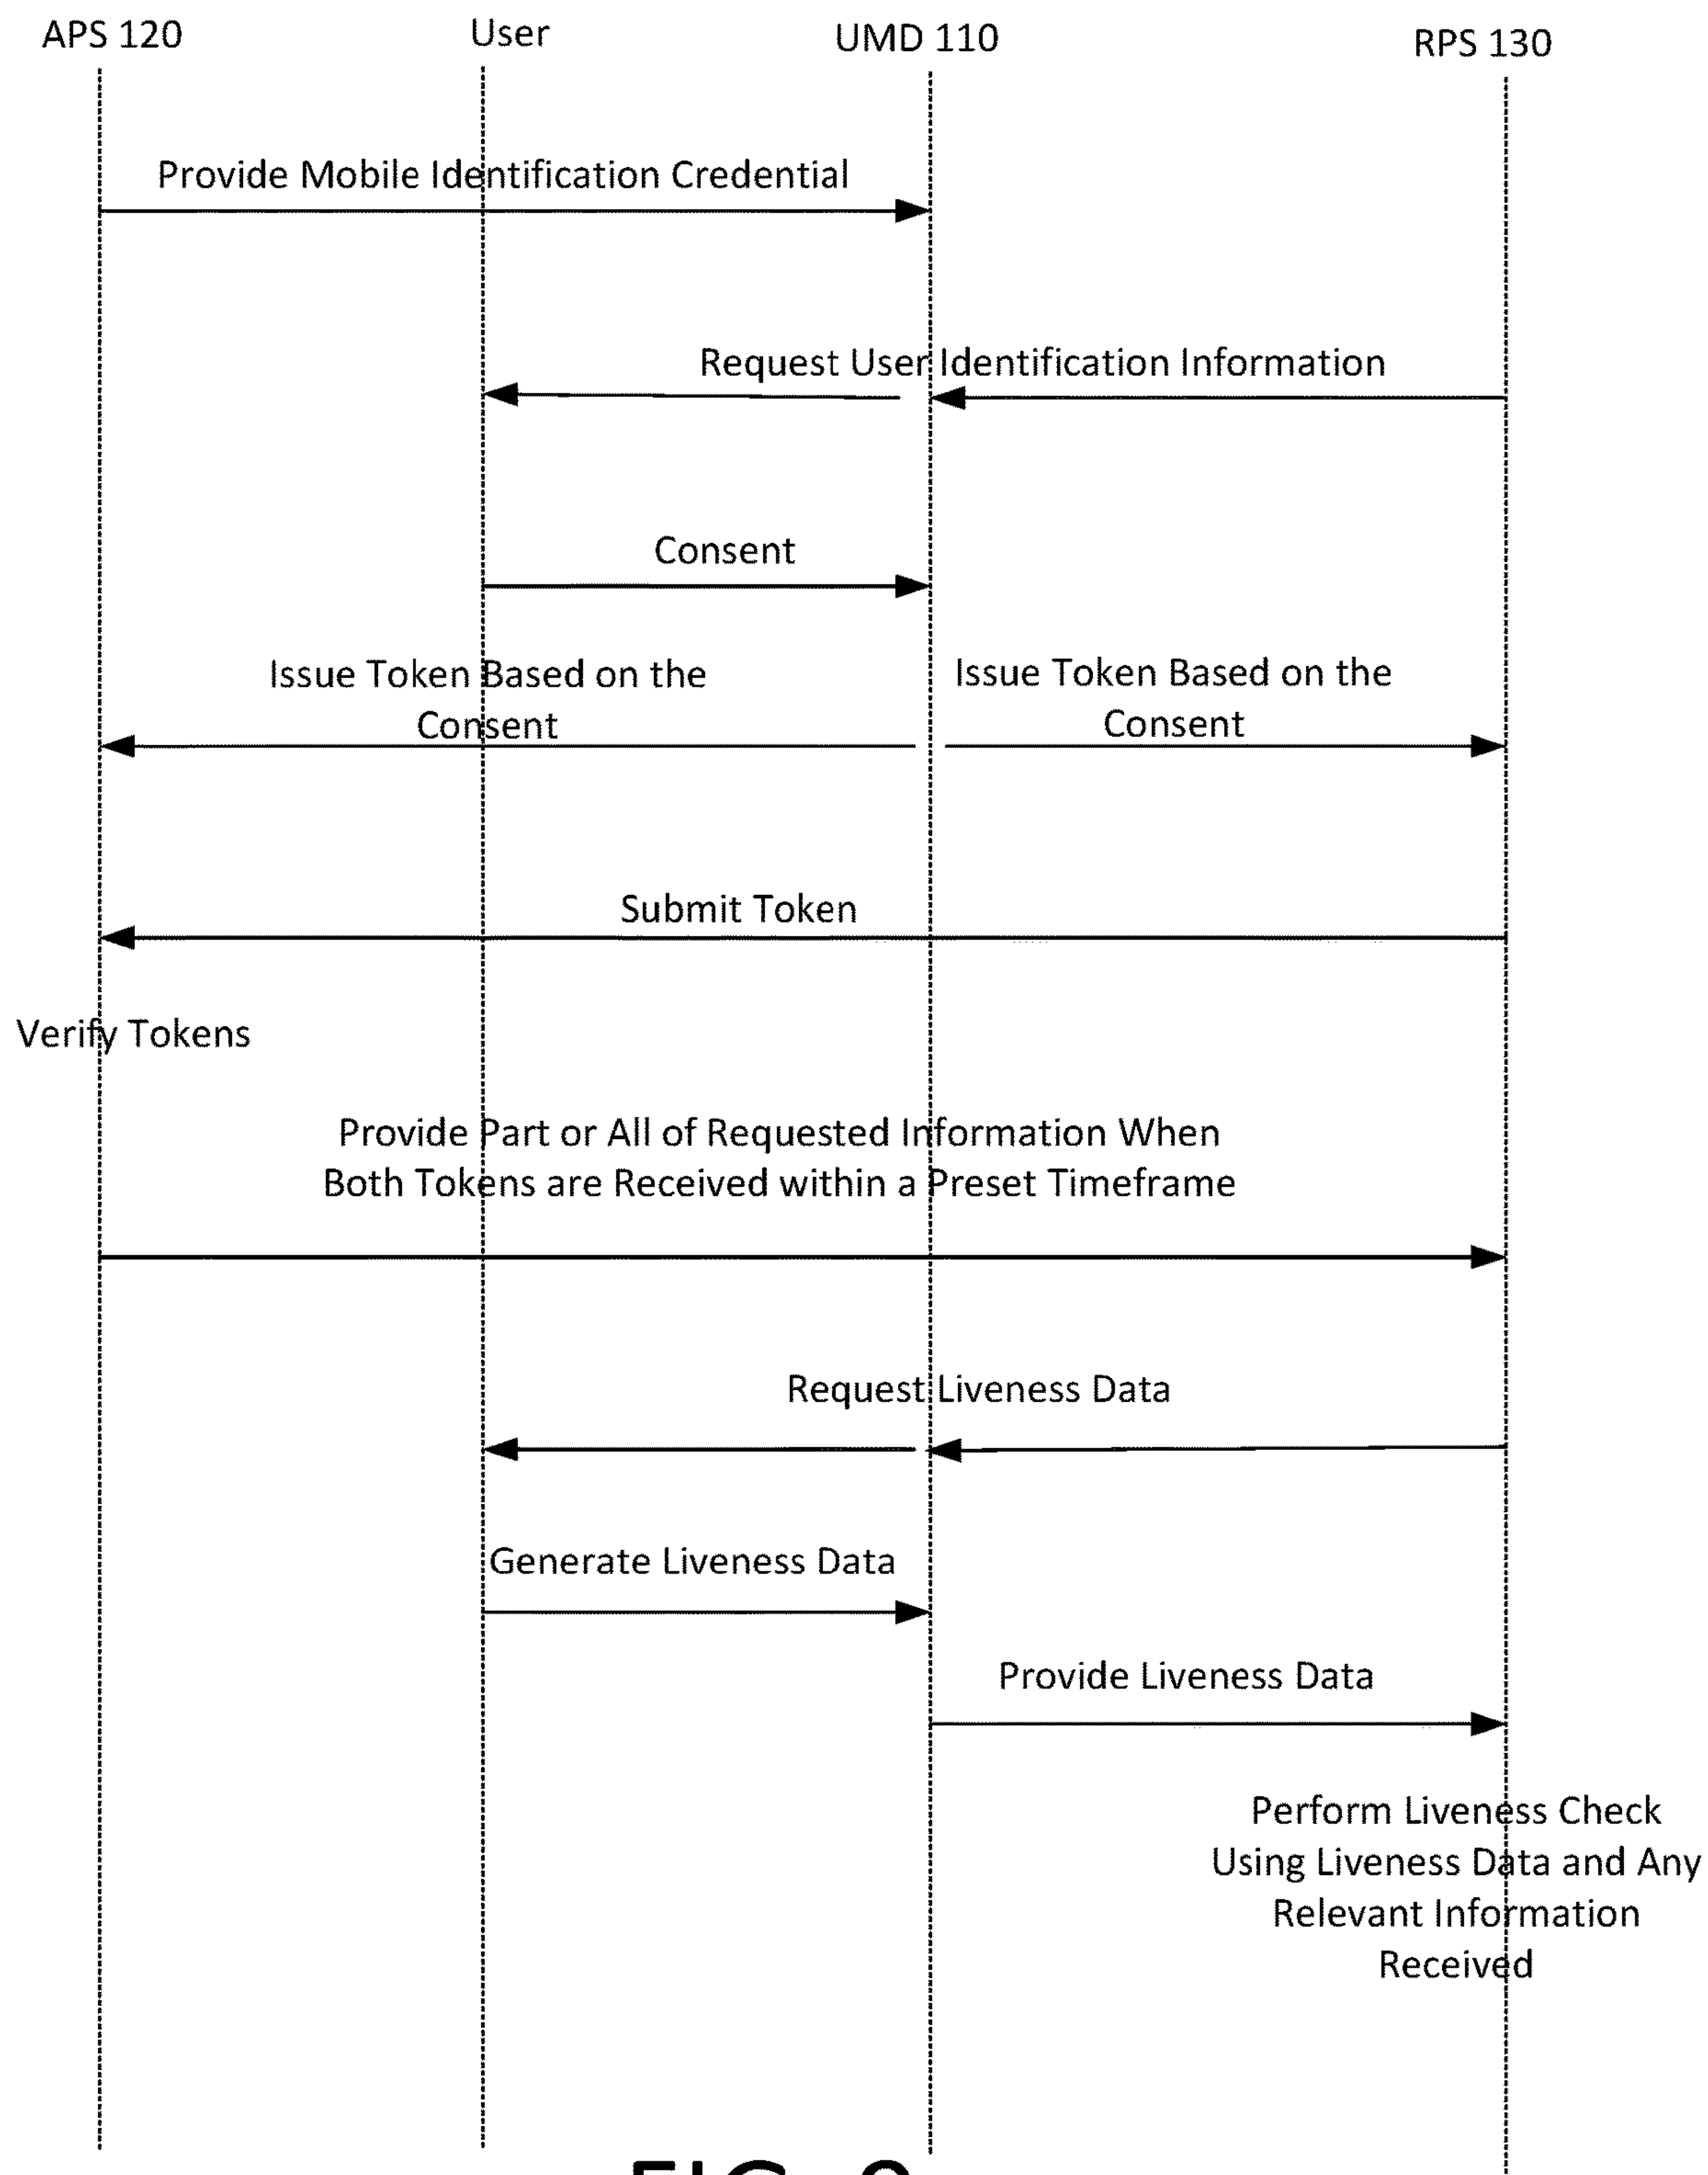 APS 120
User
UMD 110
RPS 130
Provide Mobile Identification Credential
Request User Identification Information
Consent
Issue Token Based on the
Consent
Issue Token Based on the
Consent
Submit Token
Verify Tokens
Provide Part or All of Requested Information When
Both Tokens are Received within a Preset Timeframe
Request Liveness Data
Generate Liveness Data
Provide Liveness Data
Perform Liveness Check
Using Liveness Data and Any
Relevant Information
Received
FIG.